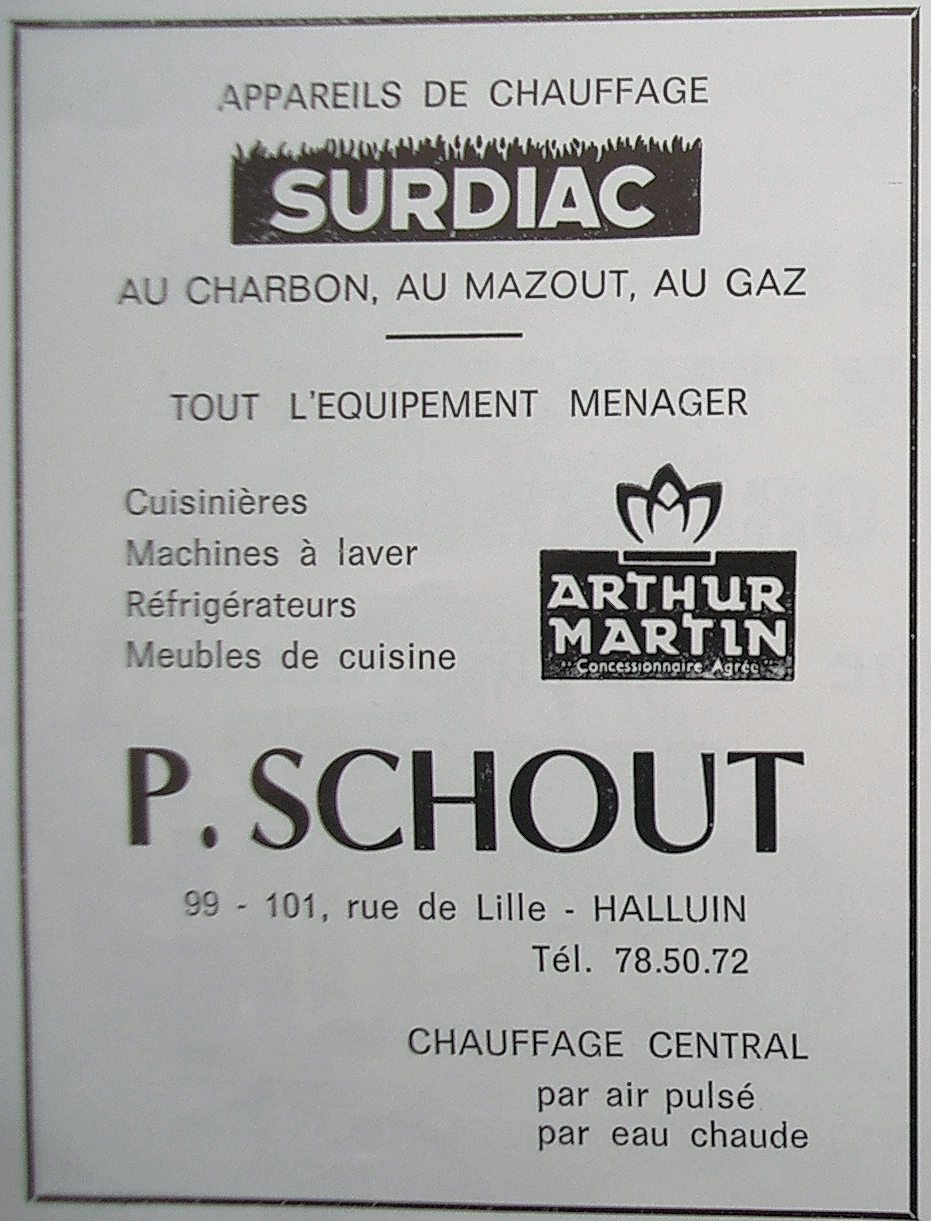 APPAREILS DE CHAUFFAGE
SURDIAC
AU CHARBON, AU MAZOUT, AU GAZ
TOUT L'EQUIPEMENT MENAGER
Cuisinières
Machines à laver
Réfrigérateurs
Meubles de cuisine
ARTHUR
MARTIN
"Concessionnaire Agréé"
P. SCHOUT
99 - 101, rue de Lille - HALLUIN
Tél. 78.50.72
CHAUFFAGE CENTRAL
par air pulsé
par eau chaude